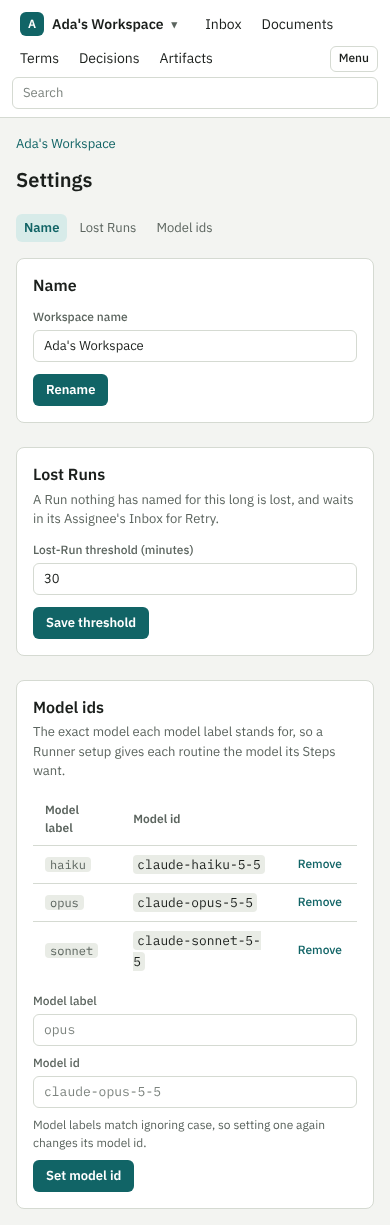 A Ada's Workspace ▾ Inbox Documents
Terms Decisions Artifacts Menu
Search
Ada's Workspace
Settings
Name Lost Runs Model ids
Name
Workspace name
Ada's Workspace
Rename
Lost Runs
A Run nothing has named for this long is lost, and waits
in its Assignee's Inbox for Retry.
Lost-Run threshold (minutes)
30
Save threshold
Model ids
The exact model each model label stands for, so a
Runner setup gives each routine the model its Steps
want.
Model
label
Model id
haiku claude-haiku-5-5 Remove
opus claude-opus-5-5 Remove
sonnet claude-sonnet-5-
5
Remove
Model label
opus
Model id
claude-opus-5-5
Model labels match ignoring case, so setting one again
changes its model id.
Set model id